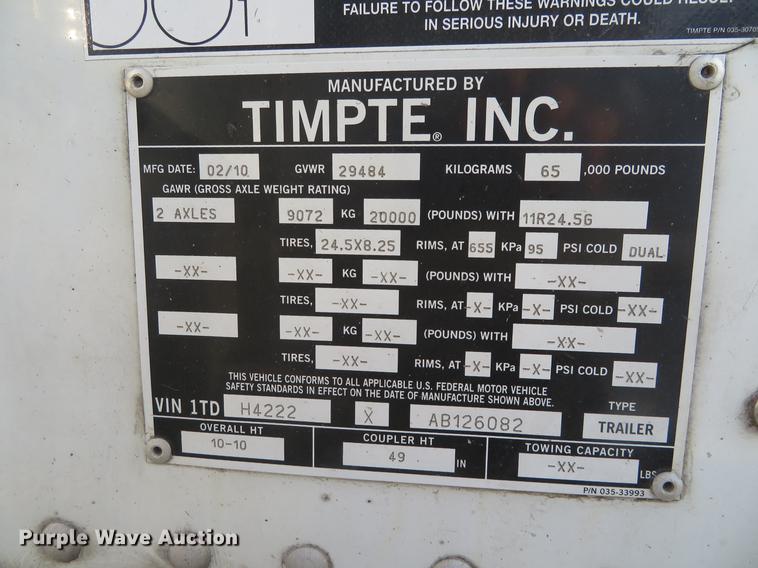 FAILURE TO FOLLOW THESE WARNINGS COULD RESULT
IN SERIOUS INJURY OR DEATH.
TIMPTE P/N 035-30709
MANUFACTURED BY
TIMPTE® INC.
MFG DATE: 02/10 GVWR 29484 KILOGRAMS 65 ,000 POUNDS
GAWR (GROSS AXLE WEIGHT RATING)
2 AXLES 9072 KG 20000 (POUNDS) WITH 11R24.5G
TIRES, 24.5X8.25 RIMS, AT 655 KPa 95 PSI COLD DUAL
-XX- -XX- KG -XX- (POUNDS) WITH -XX-
TIRES, -XX- RIMS, AT -X- KPa -X- PSI COLD -XX-
-XX- -XX- KG -XX- (POUNDS) WITH -XX-
TIRES, -XX- RIMS, AT -X- KPa -X- PSI COLD -XX-
THIS VEHICLE CONFORMS TO ALL APPLICABLE U.S. FEDERAL MOTOR VEHICLE
SAFETY STANDARDS IN EFFECT ON THE DATE OF MANUFACTURE SHOWN ABOVE.
TYPE
VIN 1TD H4222 X AB126082 TRAILER
OVERALL HT COUPLER HT TOWING CAPACITY
10-10 49 IN -XX- LBS
P/N 035-33993
Purple Wave Auction